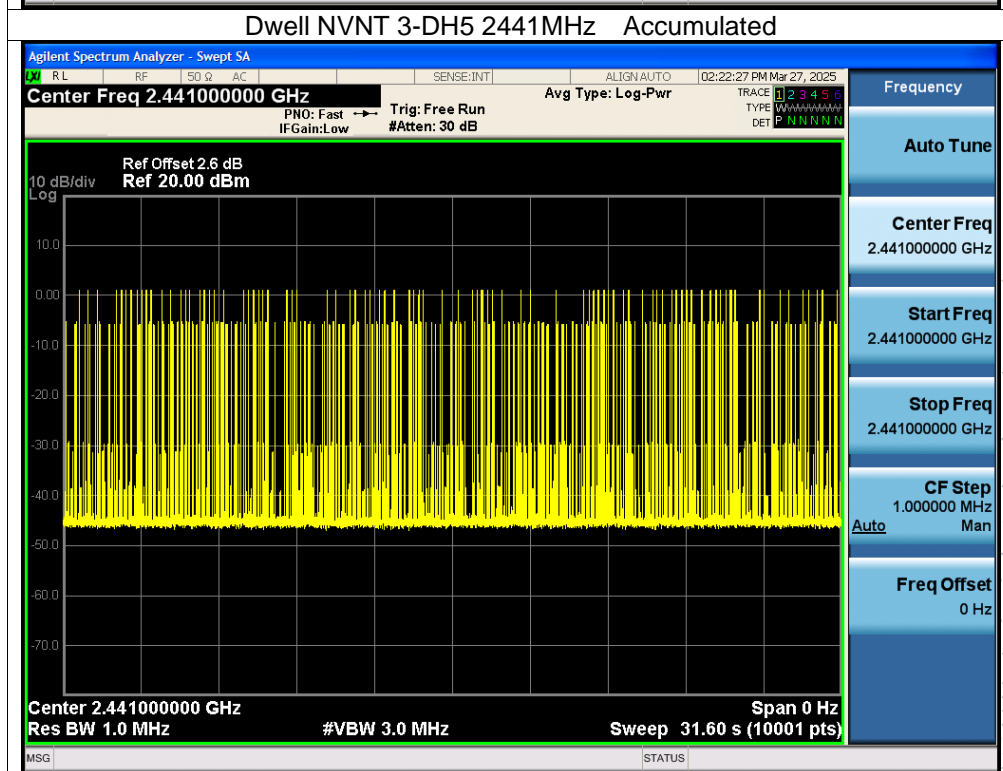 Dwell NVNT 3-DH5 2441MHz Accumulated
Agilent Spectrum Analyzer - Swept SA
LXI RL RF 50 Ω AC SENSE:INT ALIGN AUTO 02:22:27 PM Mar 27, 2025
Center Freq 2.441000000 GHz
PNO: Fast
IFGain:Low
Trig: Free Run
#Atten: 30 dB
Avg Type: Log-Pwr
TRACE 1 2 3 4 5 6
TYPE WWWWWW
DET P N N N N N
Ref Offset 2.6 dB
10 dB/div Ref 20.00 dBm
Log
10.0
0.00
-10.0
-20.0
-30.0
-40.0
-50.0
-60.0
-70.0
Center 2.441000000 GHz Span 0 Hz
Res BW 1.0 MHz #VBW 3.0 MHz Sweep 31.60 s (10001 pts)
MSG STATUS
Frequency
Auto Tune
Center Freq
2.441000000 GHz
Start Freq
2.441000000 GHz
Stop Freq
2.441000000 GHz
CF Step
1.000000 MHz
Auto Man
Freq Offset
0 Hz